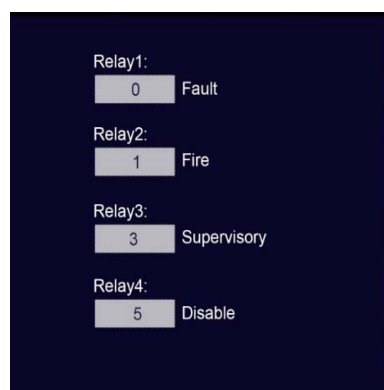 Relay1:
0 Fault
Relay2:
1 Fire
Relay3:
3 Supervisory
Relay4:
5 Disable